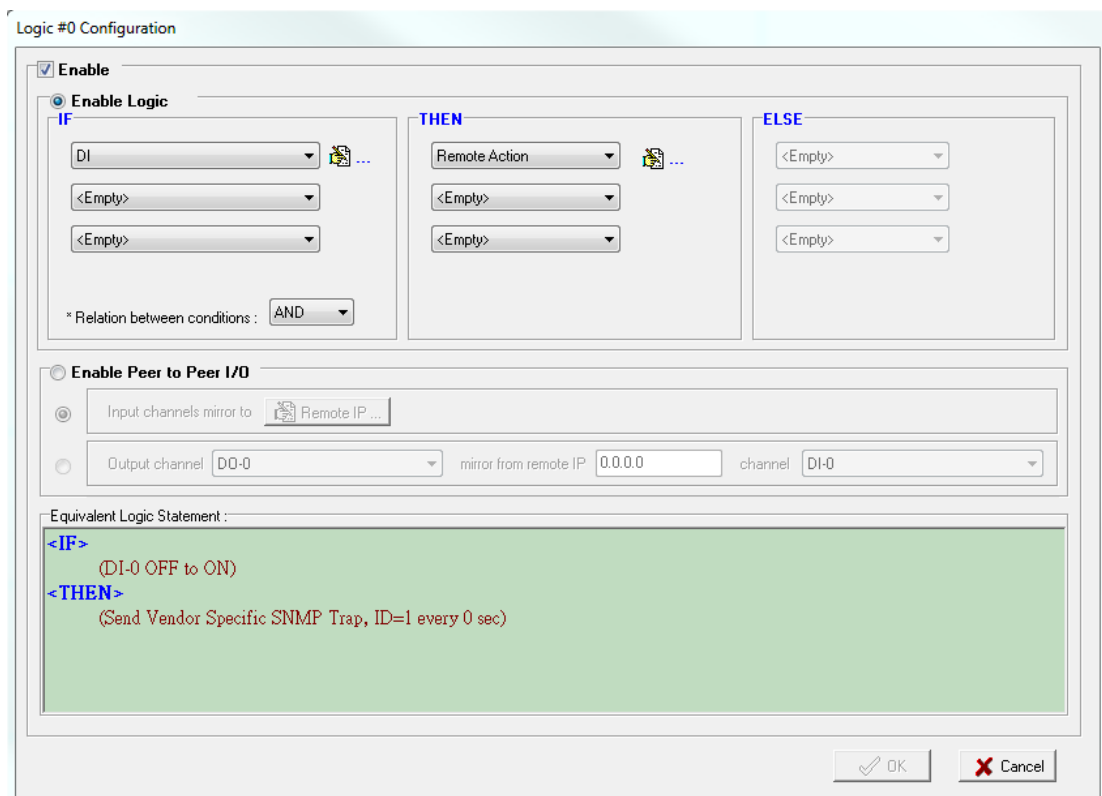 Logic #0 Configuration
Enable
Enable Logic
IF
DI
...
<Empty>
<Empty>
* Relation between conditions : AND
THEN
Remote Action
...
<Empty>
<Empty>
ELSE
<Empty>
<Empty>
<Empty>
Enable Peer to Peer I/O
Input channels mirror to Remote IP ...
Output channel DO-0 mirror from remote IP 0.0.0.0 channel DI-0
Equivalent Logic Statement :
<IF>
(DI-0 OFF to ON)
<THEN>
(Send Vendor Specific SNMP Trap, ID=1 every 0 sec)
OK Cancel